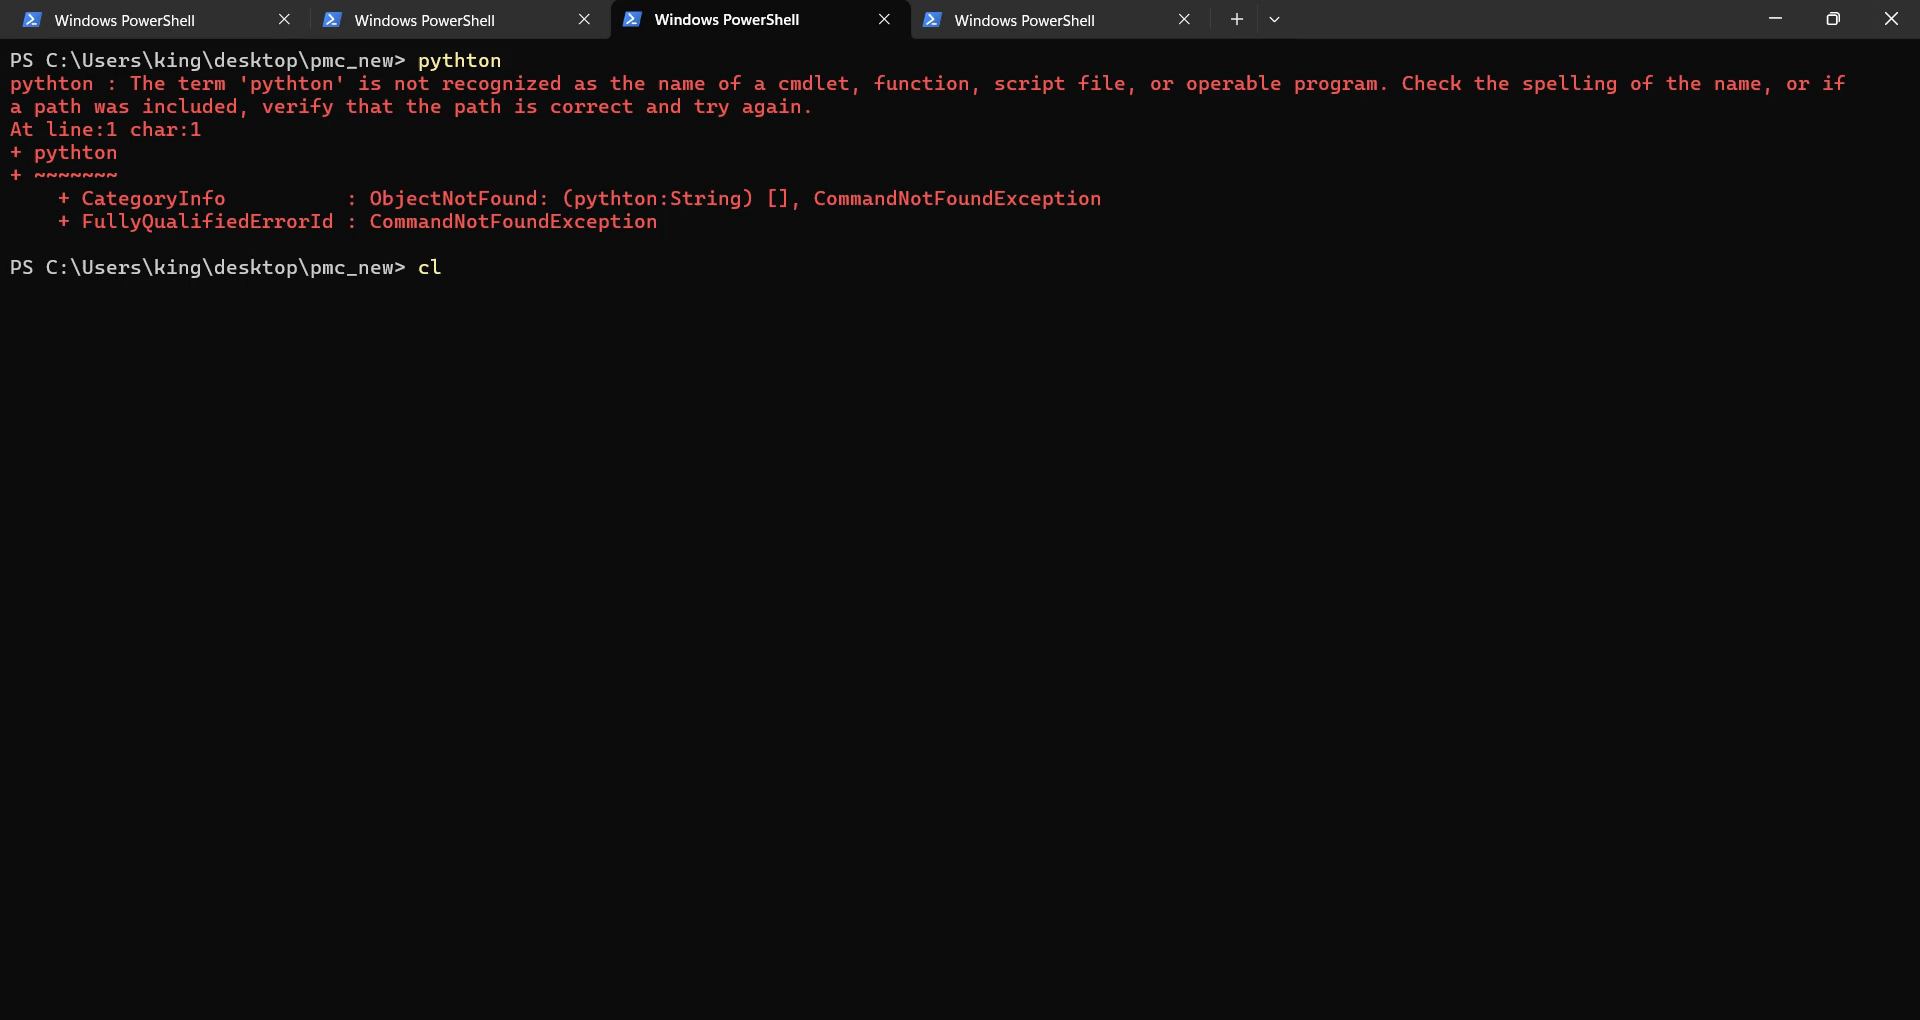 Windows PowerShell
Windows PowerShell
Windows PowerShell
Windows PowerShell
PS C:\Users\king\desktop\pmc_new> pythton
pythton : The term 'pythton' is not recognized as the name of a cmdlet, function, script file, or operable program. Check the spelling of the name, or if
a path was included, verify that the path is correct and try again.
At line:1 char:1
+ pythton
+ ~~~~~~~
    + CategoryInfo          : ObjectNotFound: (pythton:String) [], CommandNotFoundException
    + FullyQualifiedErrorId : CommandNotFoundException
PS C:\Users\king\desktop\pmc_new> cl